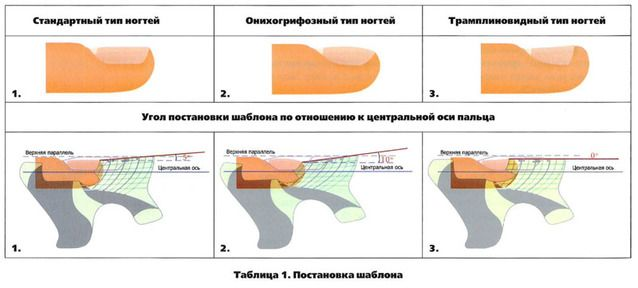 Стандартный тип ногтей
Онихогрифозный тип ногтей
Трамплиновидный тип ногтей
1.
2.
3.
Угол постановки шаблона по отношению к центральной оси пальца
Верхняя параллель
5°
Центральная ось
1.
Верхняя параллель
10°
Центральная ось
2.
Верхняя параллель
0°
Центральная ось
3.
Таблица 1. Постановка шаблона